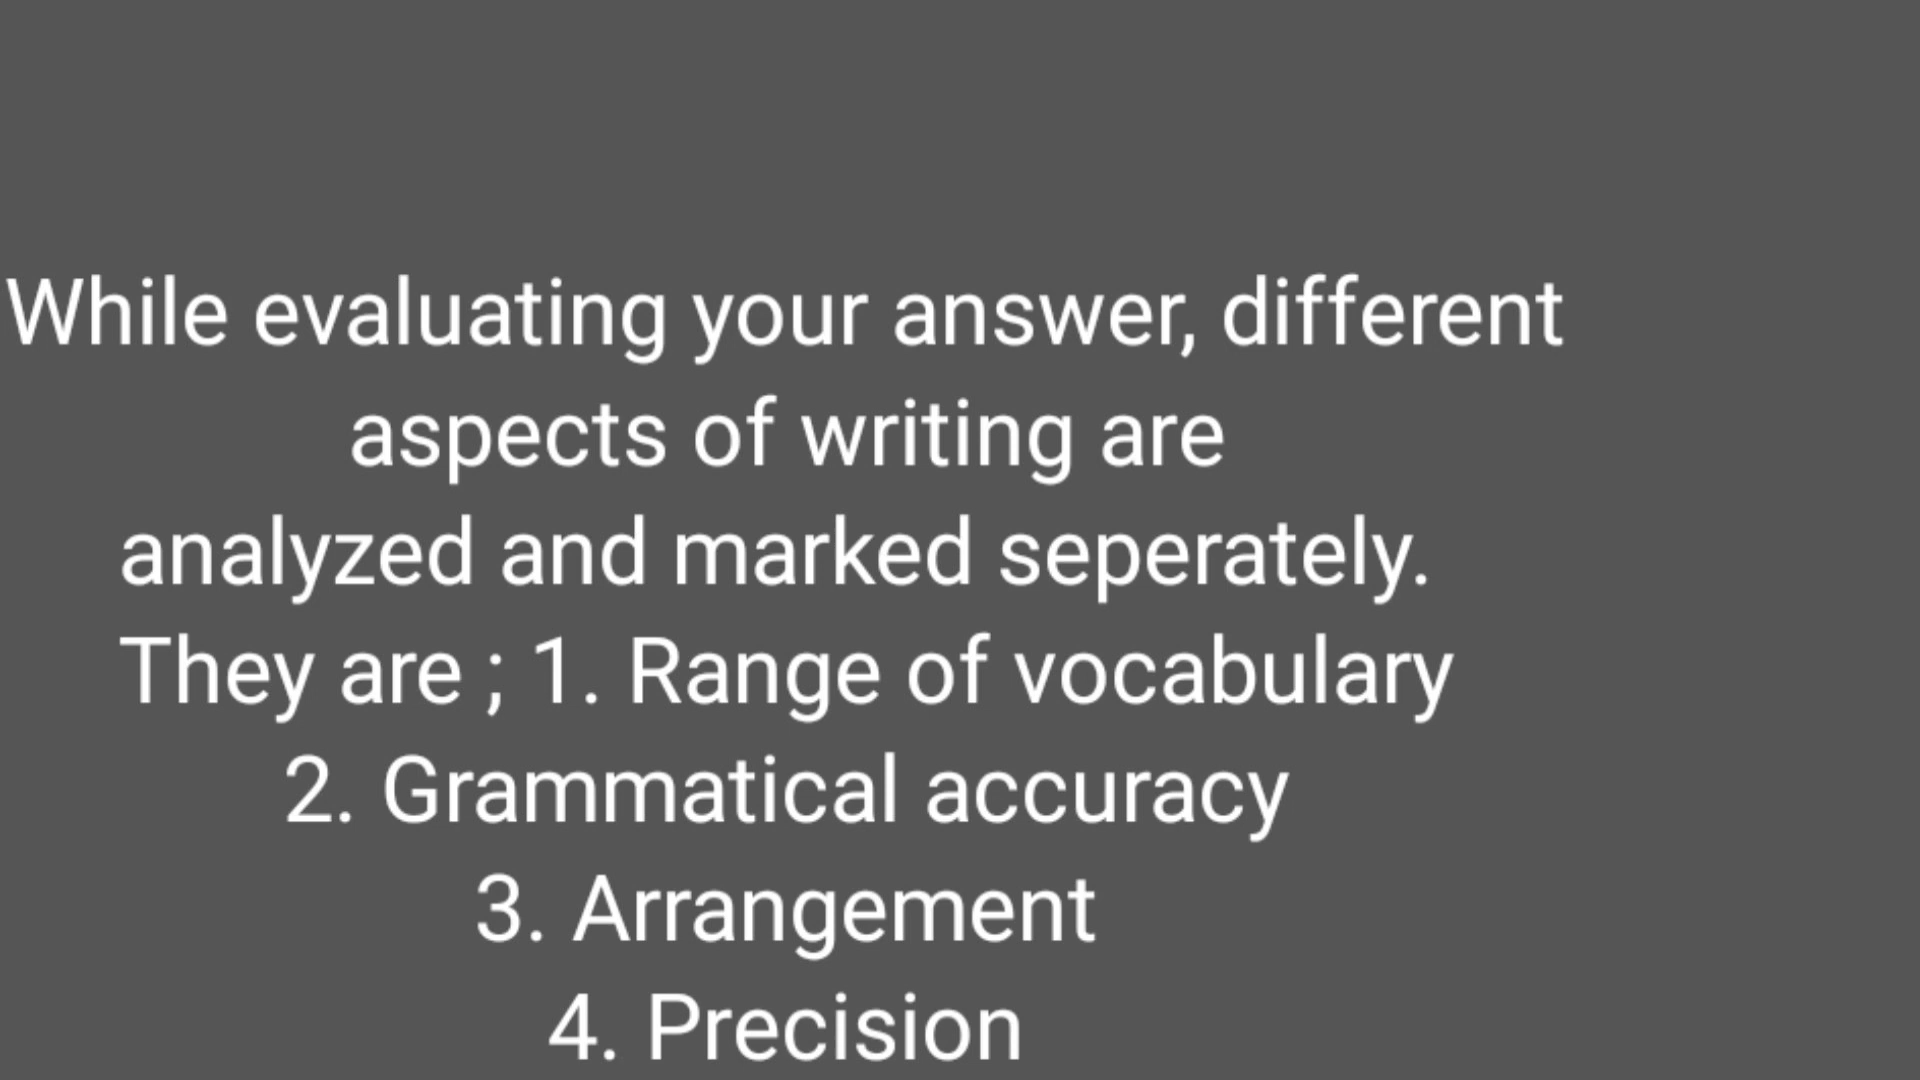 While evaluating your answer, different
aspects of writing are
analyzed and marked seperately.
They are ; 1. Range of vocabulary
2. Grammatical accuracy
3. Arrangement
4. Precision